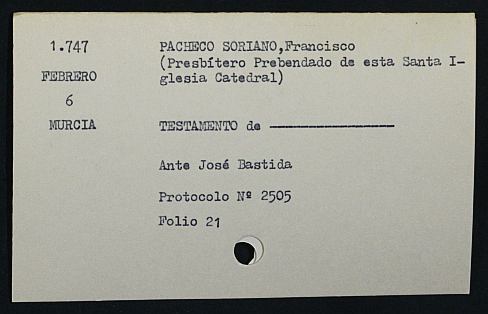 1.747 PACHECO SORIANO,Francisco
(Presbítero Prebendado de esta Santa I-
FEBRERO glesia Catedral)
6
MURCIA TESTAMENTO de ——————————
Ante José Bastida
Protocolo Nº 2505
Folio 21